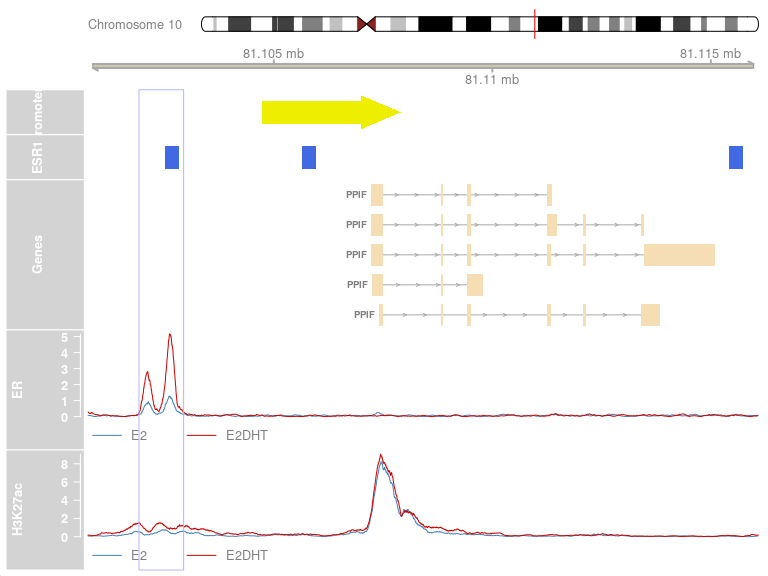 Chromosome 10
81.105 mb
81.115 mb
81.11 mb
romote
ESR1
PPIF
PPIF
PPIF
PPIF
PPIF
Genes
ER
5
4
3
2
1
0
E2 E2DHT
H3K27ac
8
6
4
2
0
E2 E2DHT